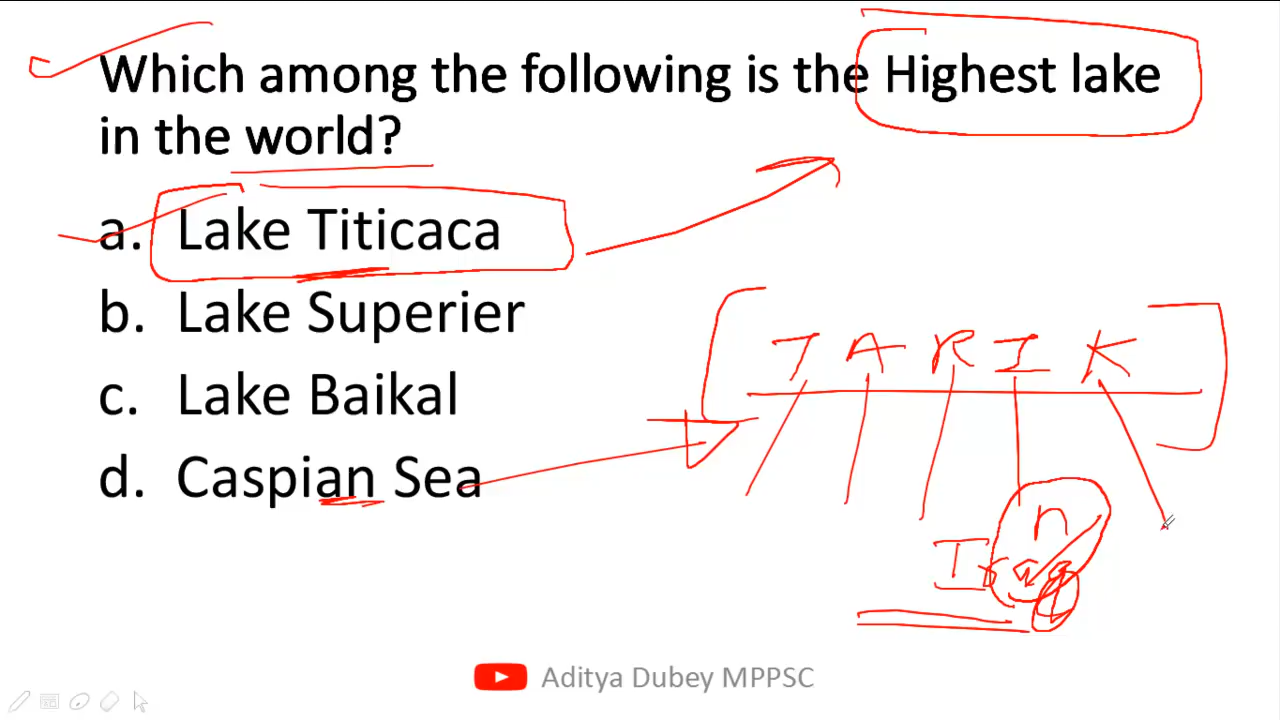 Which among the following is the Highest lake
in the world?
a. Lake Titicaca
b. Lake Superier
c. Lake Baikal
d. Caspian Sea
T A R I K
n
Iraq
Aditya Dubey MPPSC